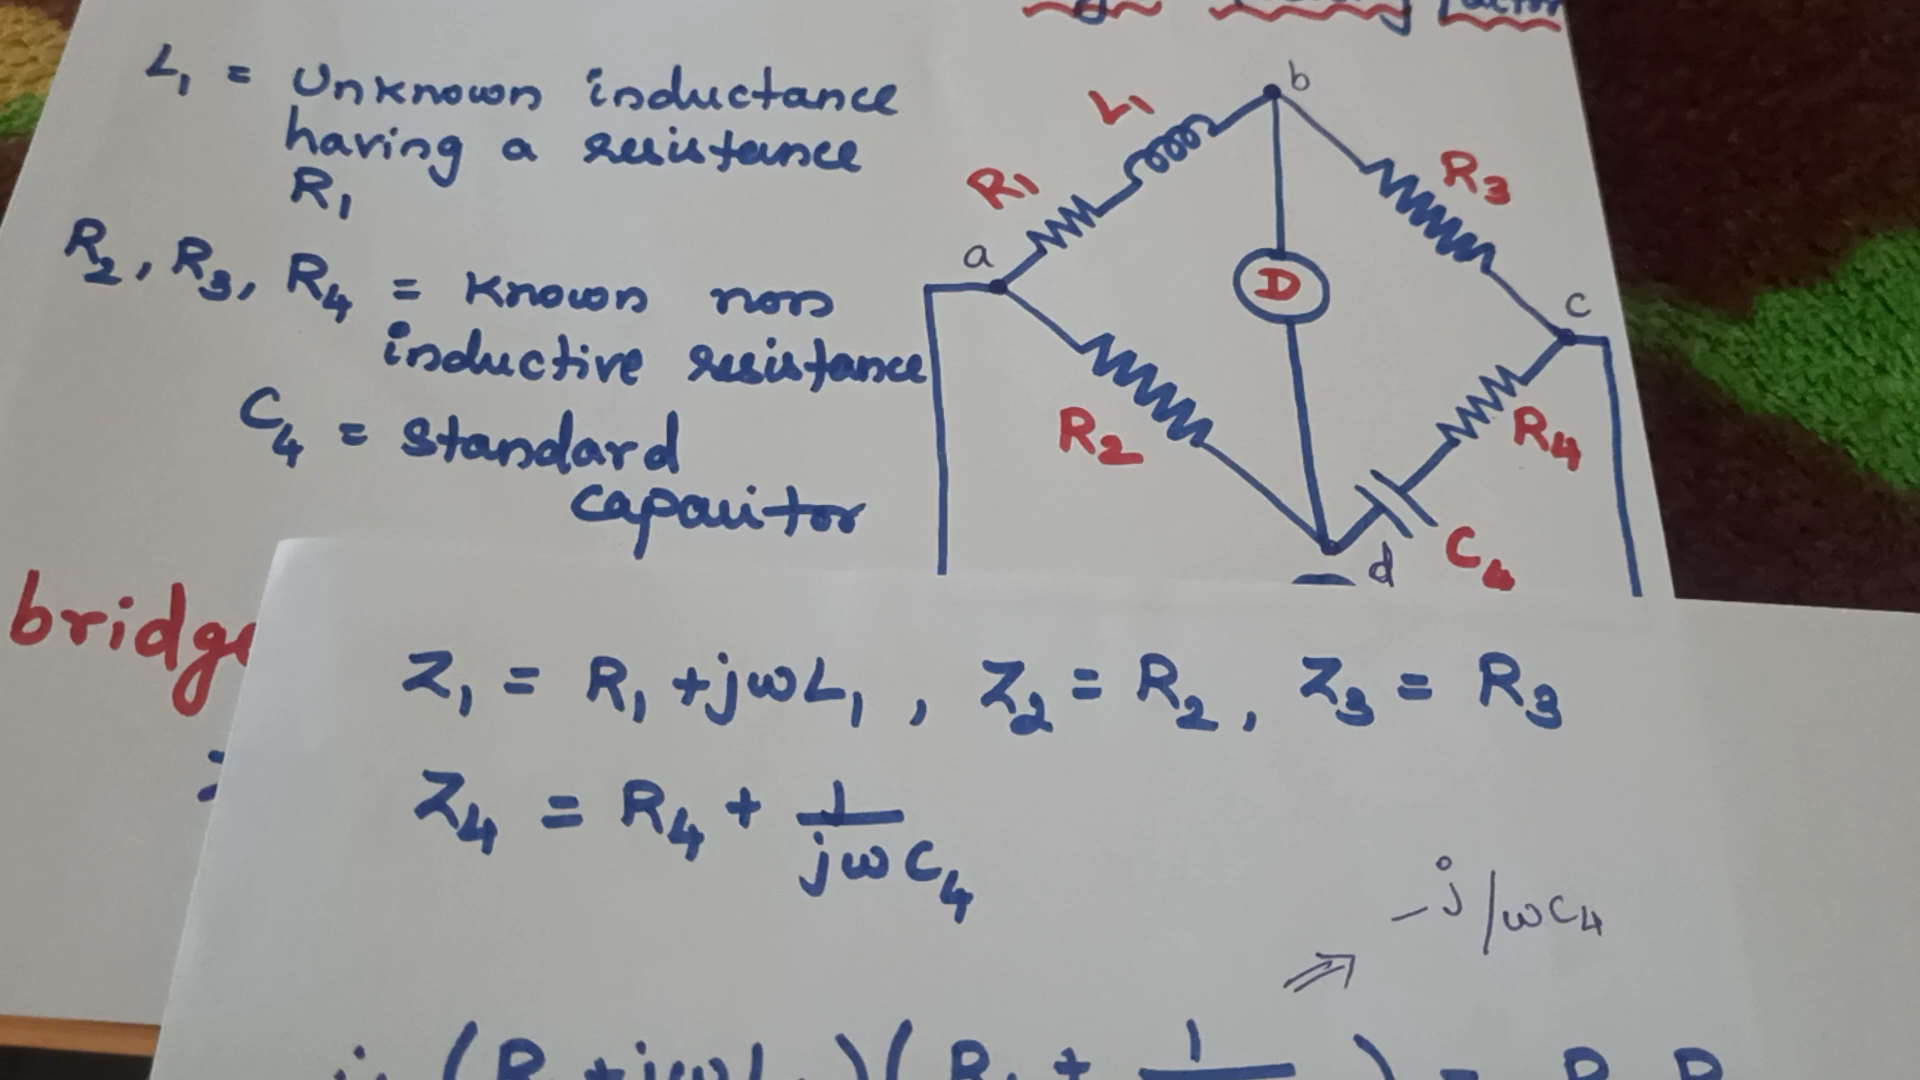 L₁ = Unknown inductance
having a resistance
R₁
R₂, R₃, R₄ = Known non
inductive resistance
C₄ = Standard
capacitor
b
L₁
R₁
R₃
a
D
c
R₂
R₄
C₄
d
bridge
Z₁ = R₁ + jωL₁, Z₂ = R₂, Z₃ = R₃
Z₄ = R₄ + 1/jωC₄
⇒ -j/ωC₄